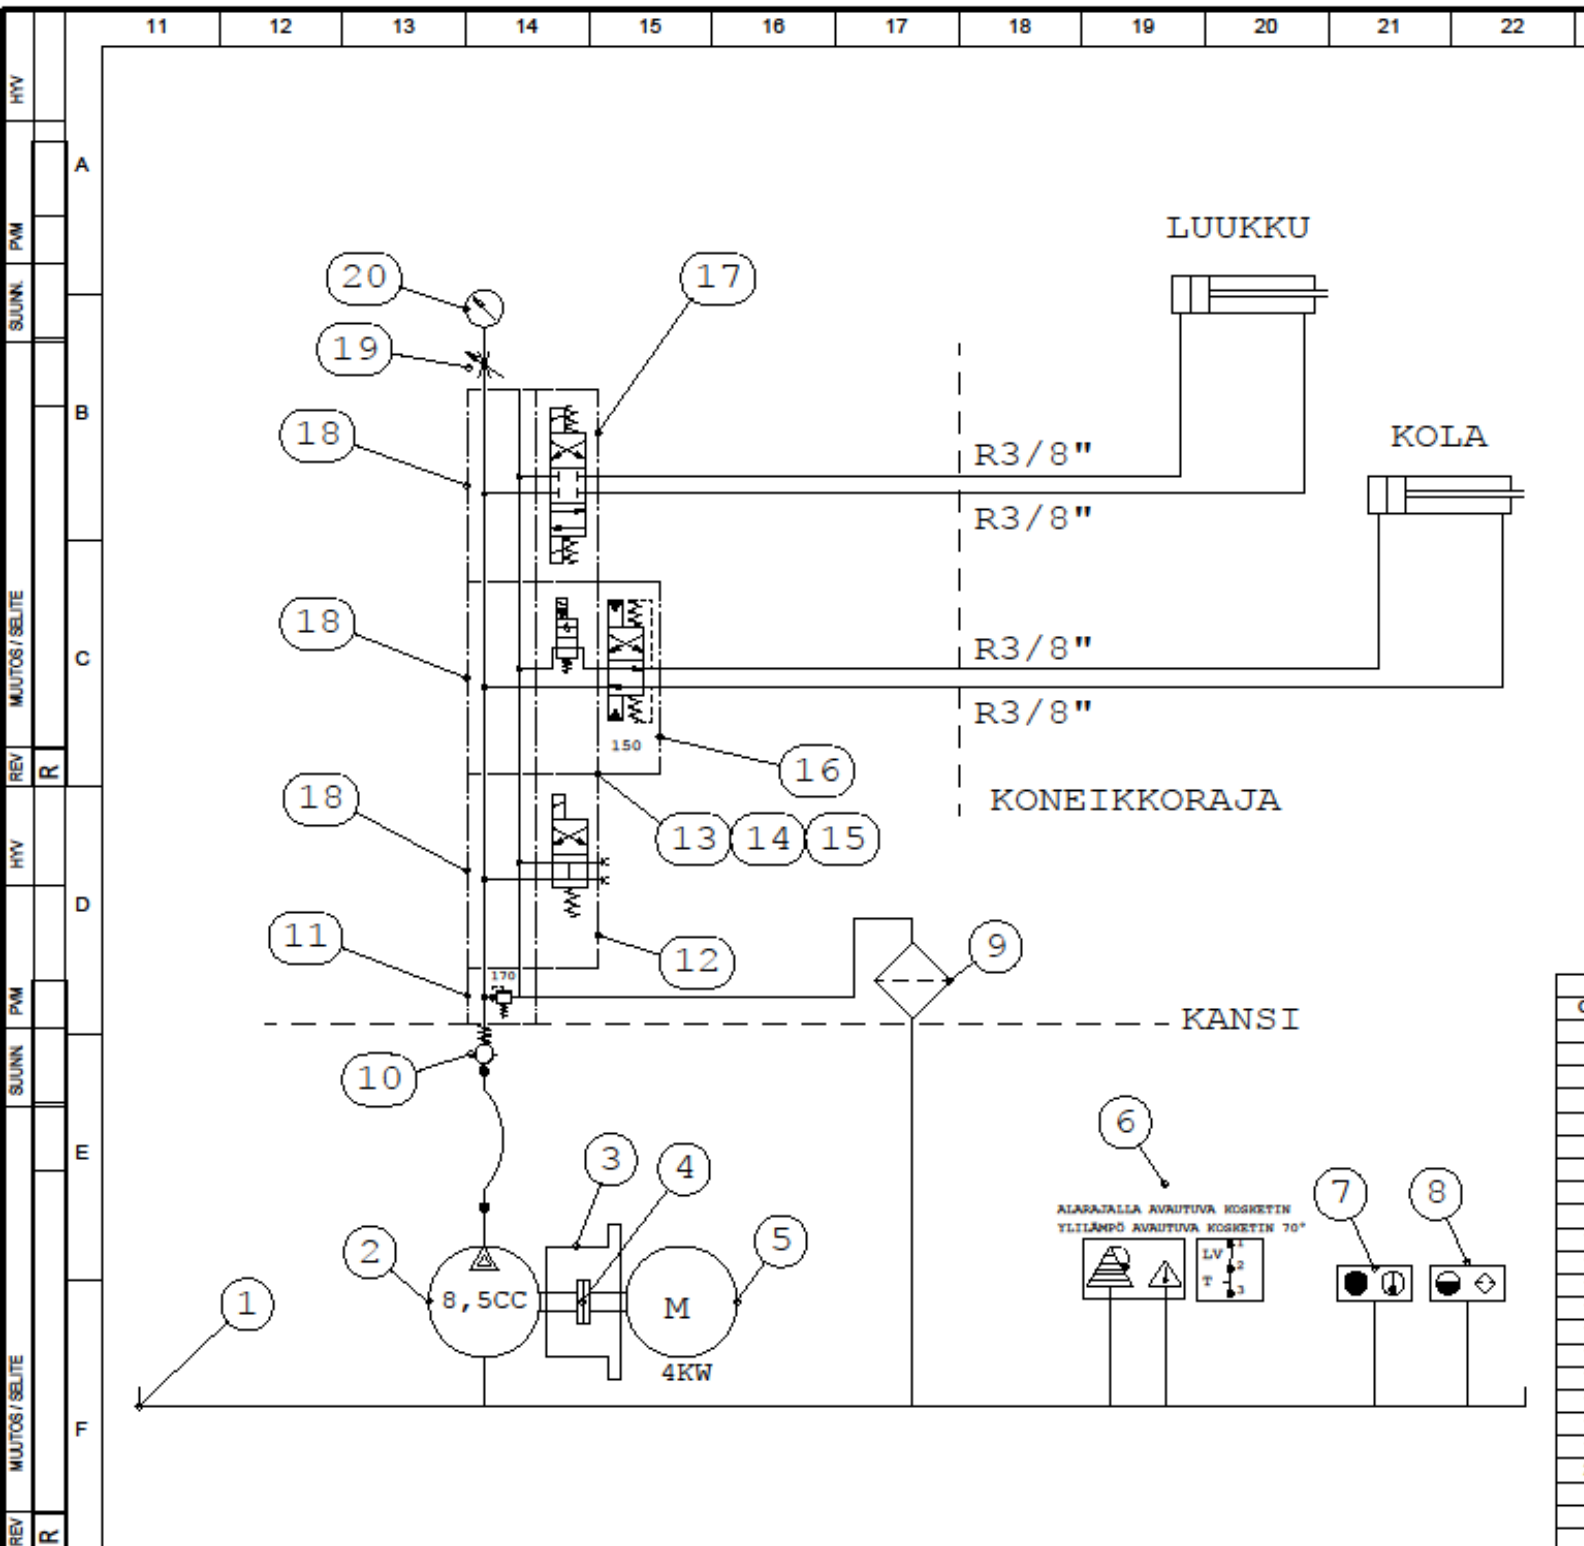 11 12 13 14 15 16 17 18 19 20 21 22
HYV
PVM
SUUNN.
MUUTOS / SELITE
REV
R
HYV
PVM
SUUNN.
MUUTOS / SELITE
REV
R
A
B
C
D
E
F
LUUKKU
20
17
19
18
R3/8"
KOLA
R3/8"
18
R3/8"
R3/8"
150
16
KONEIKKORAJA
18
13 14 15
11
12
9
170
KANSI
10
6
3
4
7
8
ALARAJALLA AVAUTUVA KOSKETIN
YLILÄMPÖ AVAUTUVA KOSKETIN 70°
2
5
LV
1
2
T
3
1
8,5CC
M
4KW